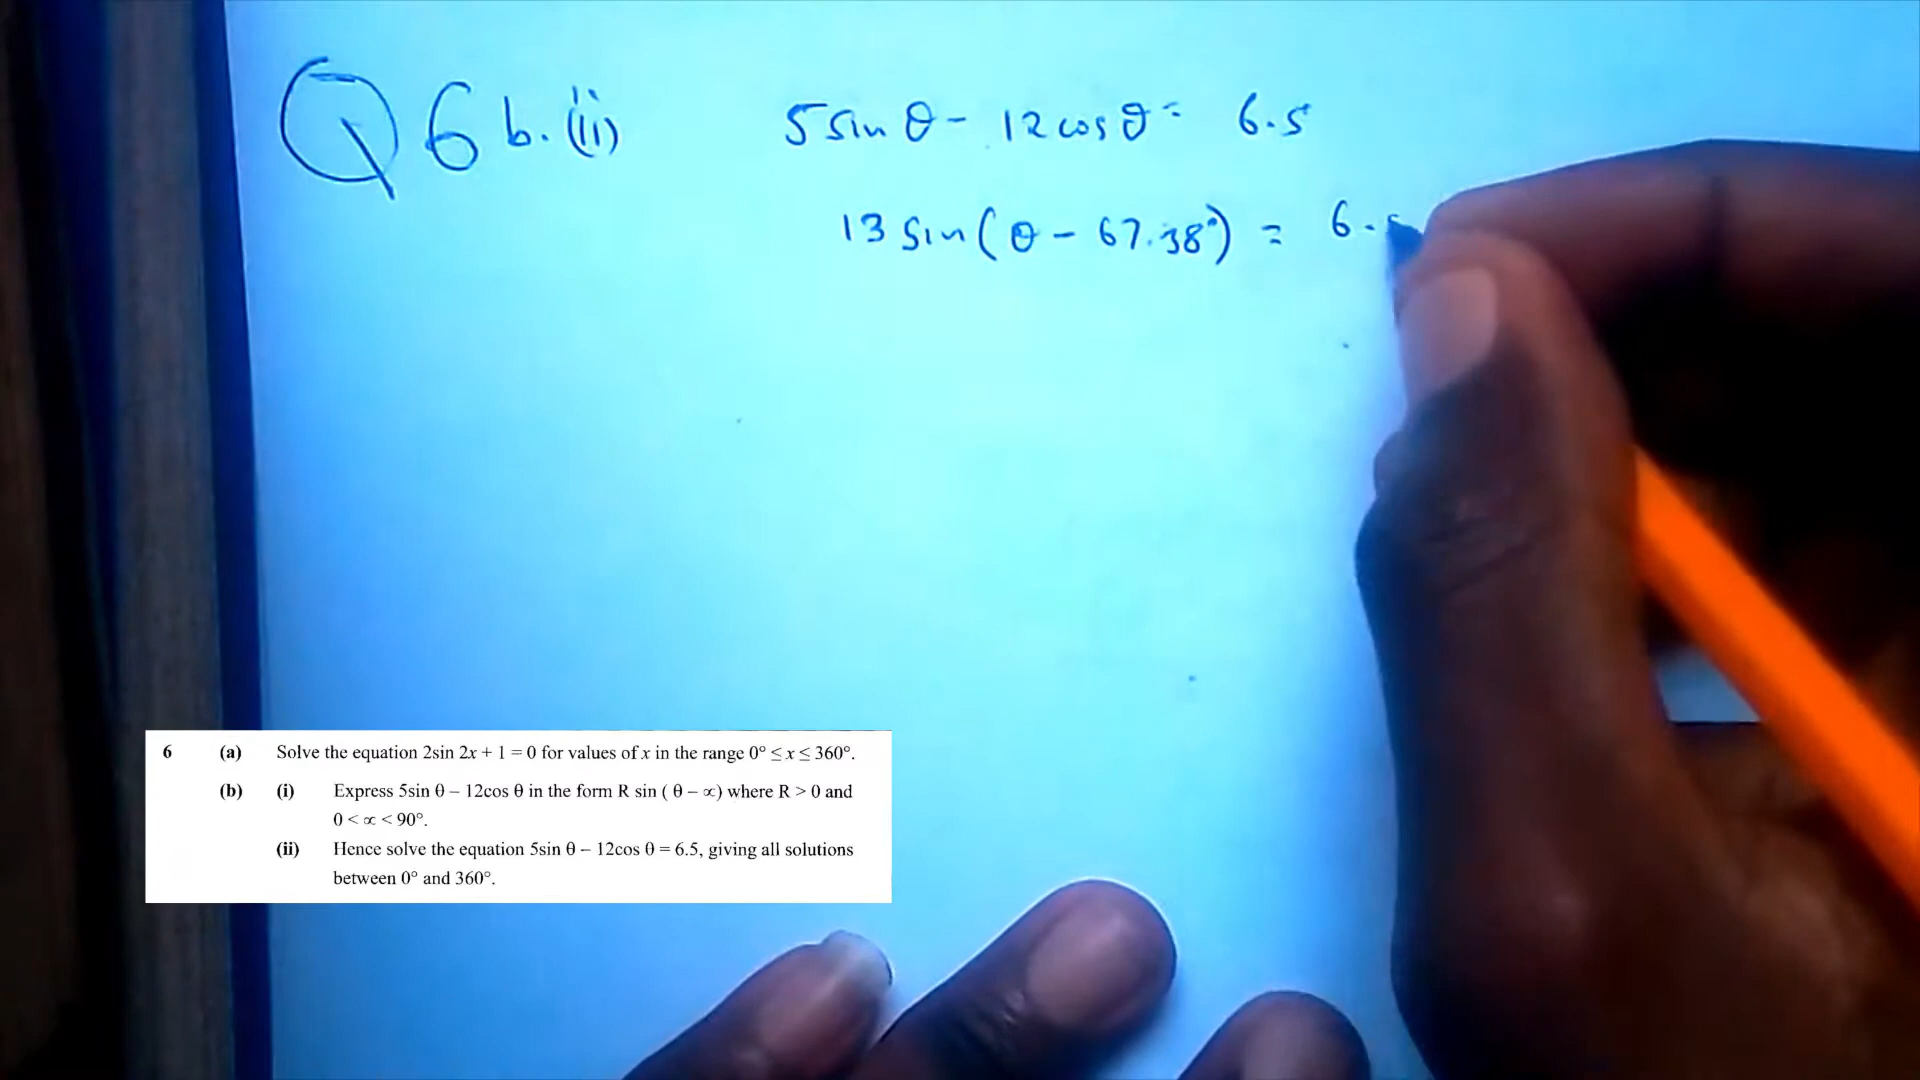 Q6 b. (ii)
5 sin θ - 12 cos θ = 6.5
13 sin (θ - 67.38°) = 6.5
6 (a) Solve the equation 2sin 2x + 1 = 0 for values of x in the range 0° ≤ x ≤ 360°.
(b) (i) Express 5sin θ – 12cos θ in the form R sin ( θ – ∝) where R > 0 and
0 < ∝ < 90°.
(ii) Hence solve the equation 5sin θ – 12cos θ = 6.5, giving all solutions
between 0° and 360°.